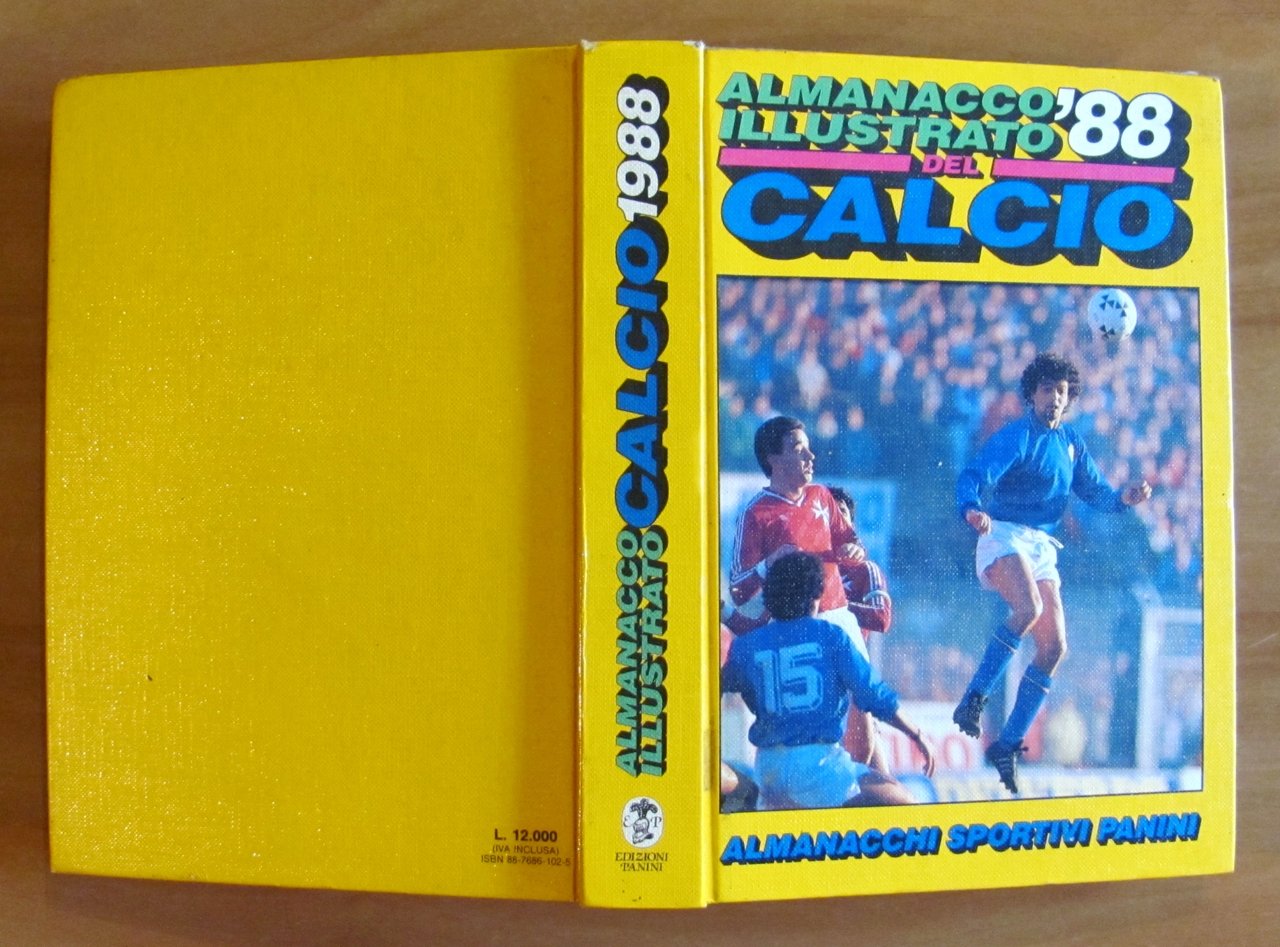 L. 12.000
(IVA INCLUSA)
ISBN 88-7686-102-5
ALMANACCO
ILLUSTRATO
CALCIO 1988
E P
EDIZIONI
PANINI
ALMANACCO
ILLUSTRATO
'88
DEL
CALCIO
15
ALMANACCHI SPORTIVI PANINI